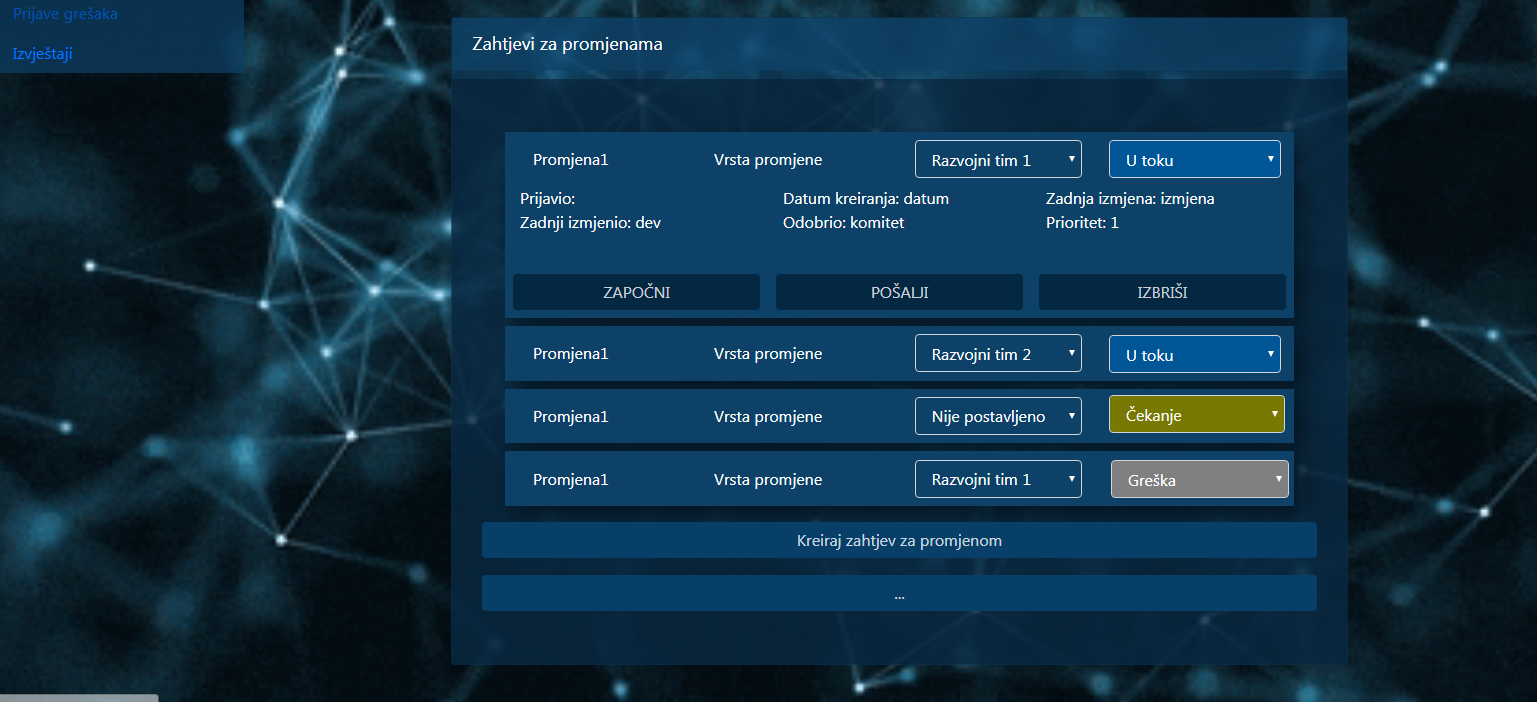 Prijave grešaka
Izvještaji
Zahtjevi za promjenama
Promjena1 Vrsta promjene Razvojni tim 1 U toku
Prijavio: Datum kreiranja: datum Zadnja izmjena: izmjena
Zadnji izmjenio: dev Odobrio: komitet Prioritet: 1
ZAPOČNI POŠALJI IZBRIŠI
Promjena1 Vrsta promjene Razvojni tim 2 U toku
Promjena1 Vrsta promjene Nije postavljeno Čekanje
Promjena1 Vrsta promjene Razvojni tim 1 Greška
Kreiraj zahtjev za promjenom
...